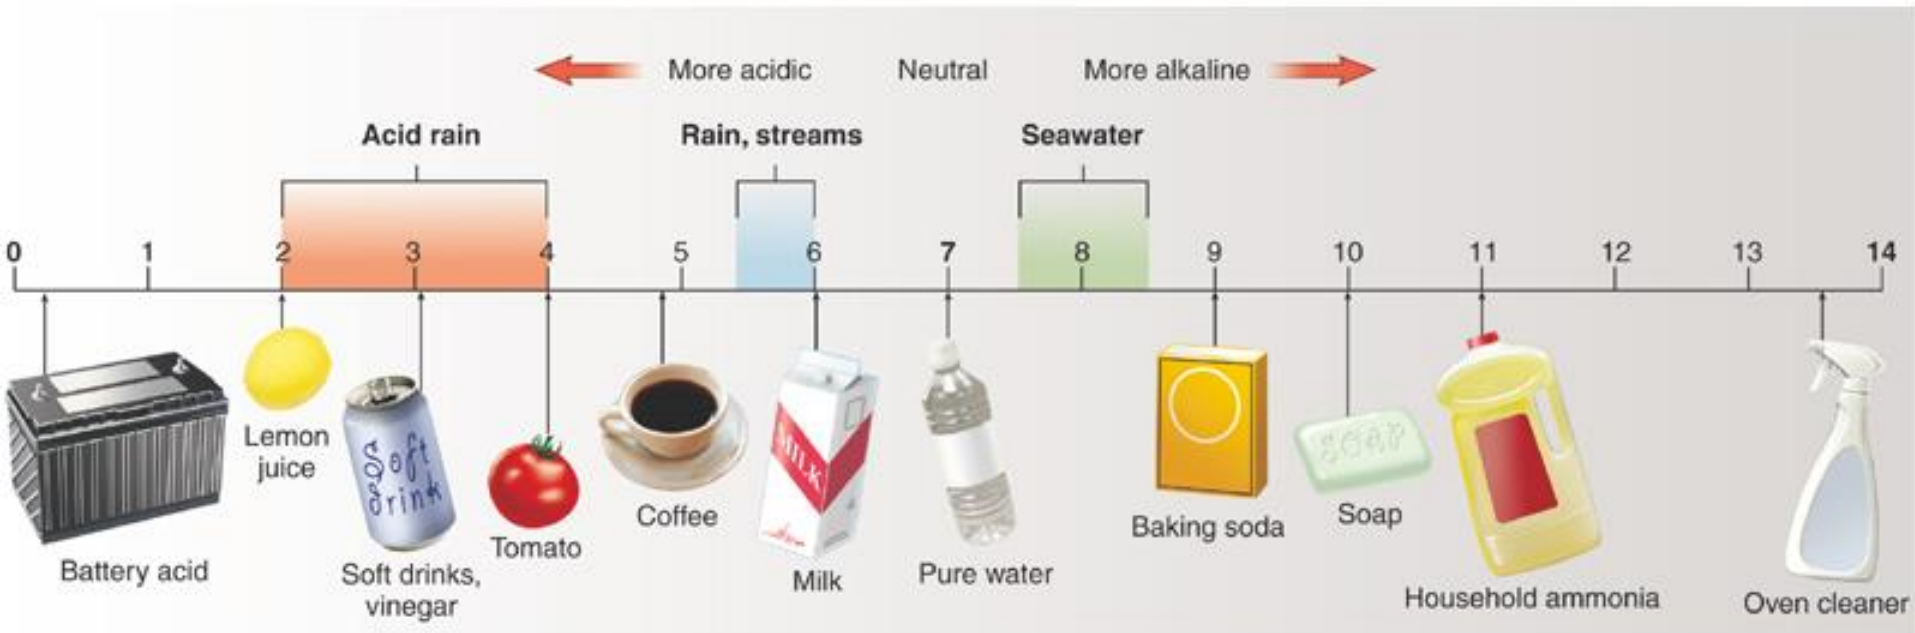 More acidic Neutral More alkaline
Acid rain Rain, streams Seawater
0 1 2 3 4 5 6 7 8 9 10 11 12 13 14
Lemon
juice
Soft
Drink
MILK
SOAP
Battery acid
Soft drinks,
vinegar
Tomato
Coffee
Milk
Pure water
Baking soda
Soap
Household ammonia
Oven cleaner